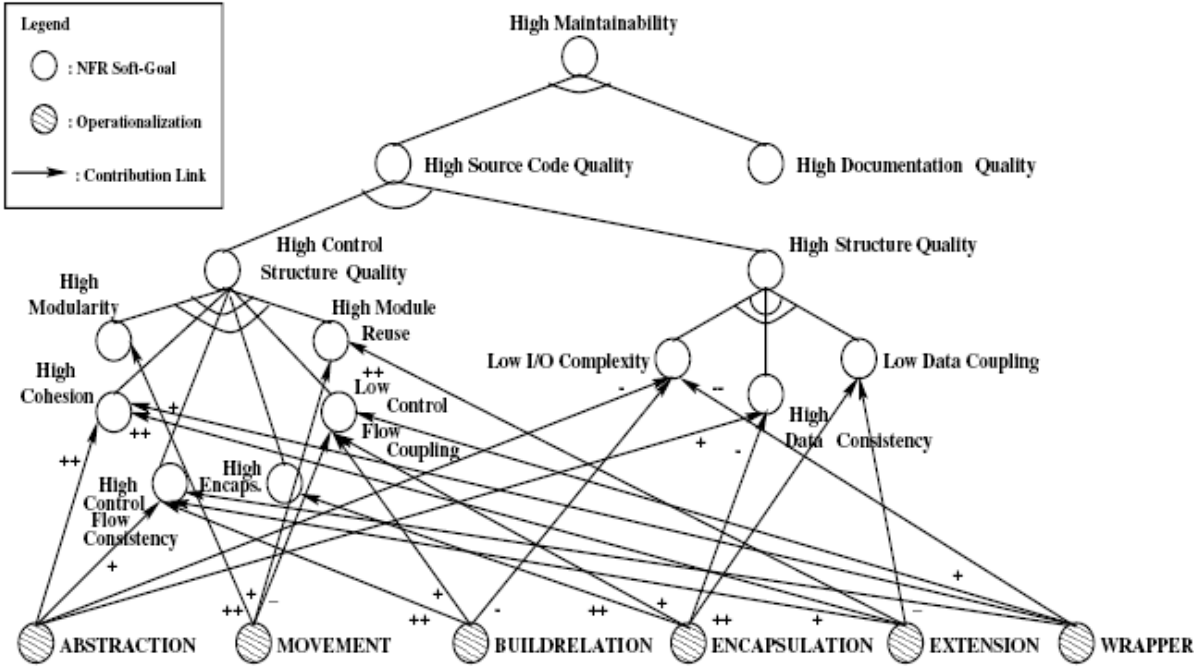 Legend
: NFR Soft-Goal
: Operationalization
: Contribution Link
High Maintainability
High Source Code Quality
High Documentation Quality
High Control
Structure Quality
High Structure Quality
High
Modularity
High Module
Reuse
++
Low I/O Complexity
Low Data Coupling
High
Cohesion
+
++
++
Low
Control
Flow
Coupling
-
--
High
Data Consistency
+
-
High
Control
Flow
Consistency
High
Encaps.
+
++
+
-
++
+
-
++
+
++
+
-
+
ABSTRACTION
MOVEMENT
BUILDRELATION
ENCAPSULATION
EXTENSION
WRAPPER